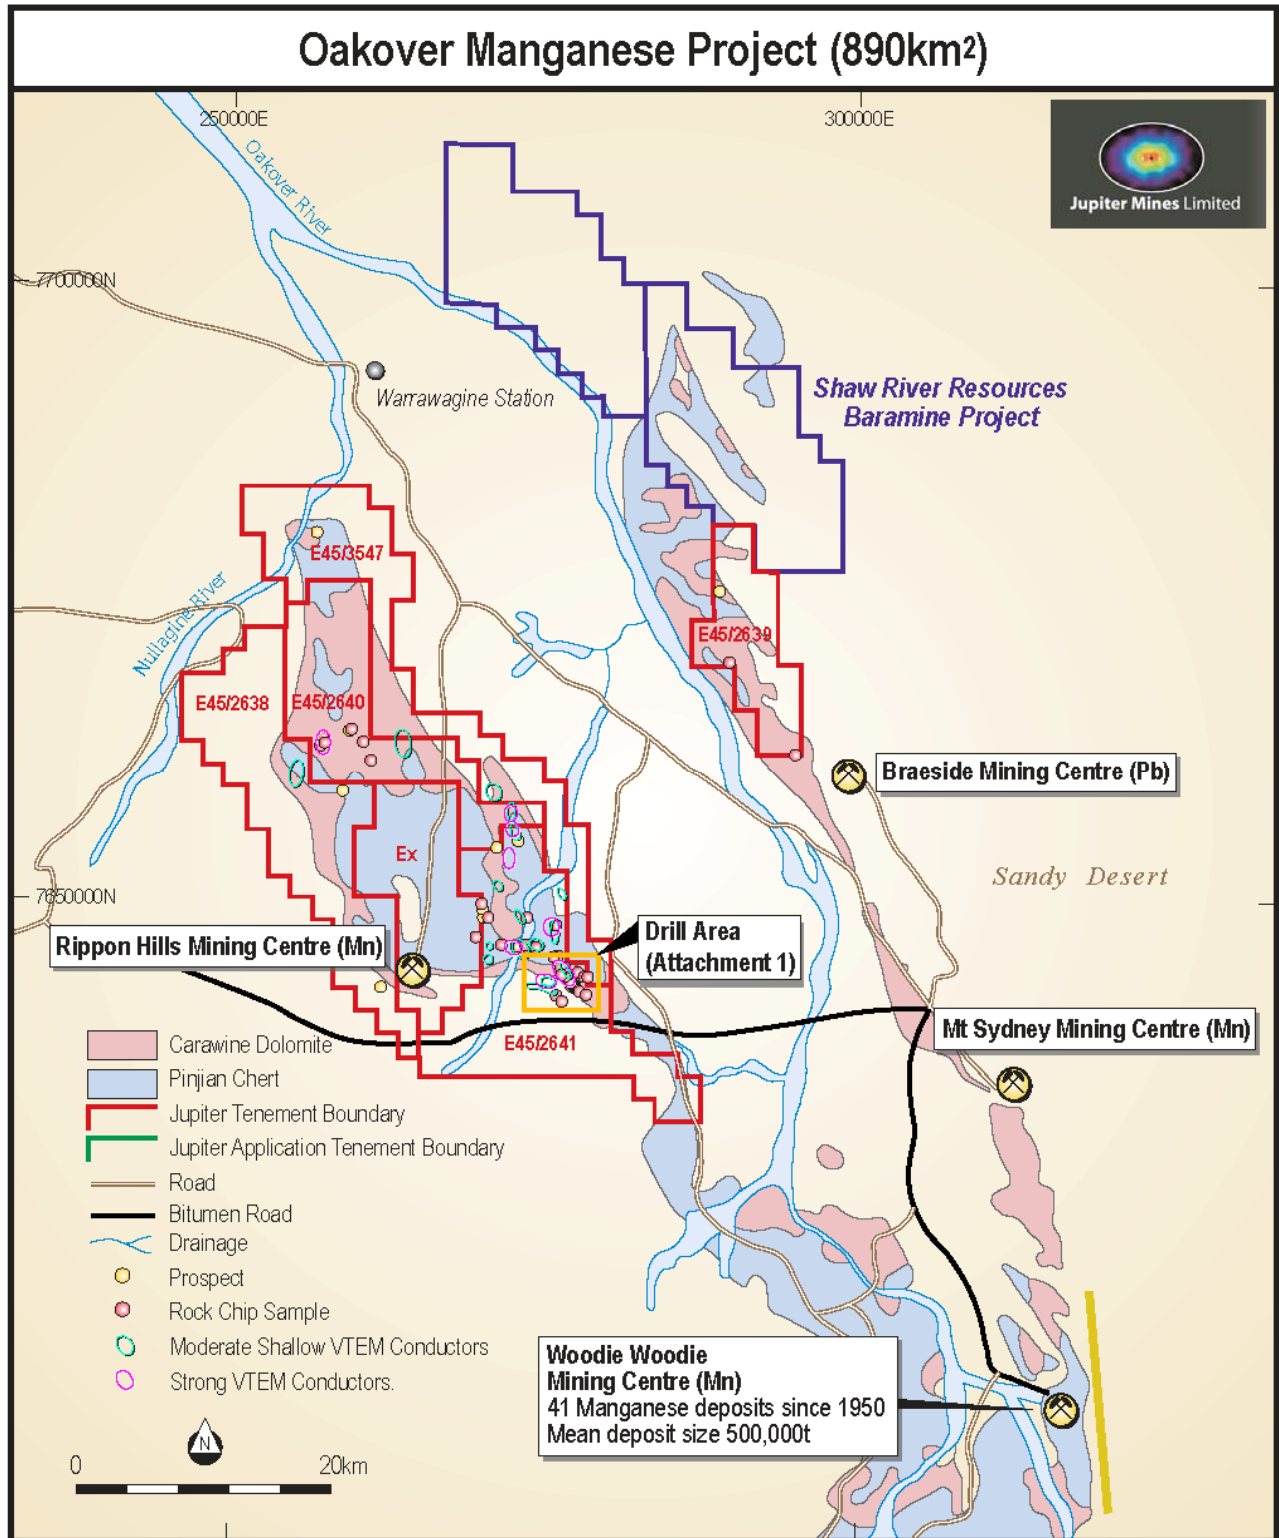 Oakover Manganese Project (890km²)
250000E
300000E
Oakover River
Jupiter Mines Limited
7700000N
Warrawagine Station
Shaw River Resources
Baramine Project
E45/3547
Nullagine River
E45/2639
E45/2638
E45/2640
Braeside Mining Centre (Pb)
Ex
Sandy Desert
7650000N
Rippon Hills Mining Centre (Mn)
Drill Area
(Attachment 1)
Mt Sydney Mining Centre (Mn)
E45/2641
Carawine Dolomite
Pinjian Chert
Jupiter Tenement Boundary
Jupiter Application Tenement Boundary
Road
Bitumen Road
Drainage
Prospect
Rock Chip Sample
Moderate Shallow VTEM Conductors
Strong VTEM Conductors.
Woodie Woodie
Mining Centre (Mn)
41 Manganese deposits since 1950
Mean deposit size 500,000t
N
0 20km